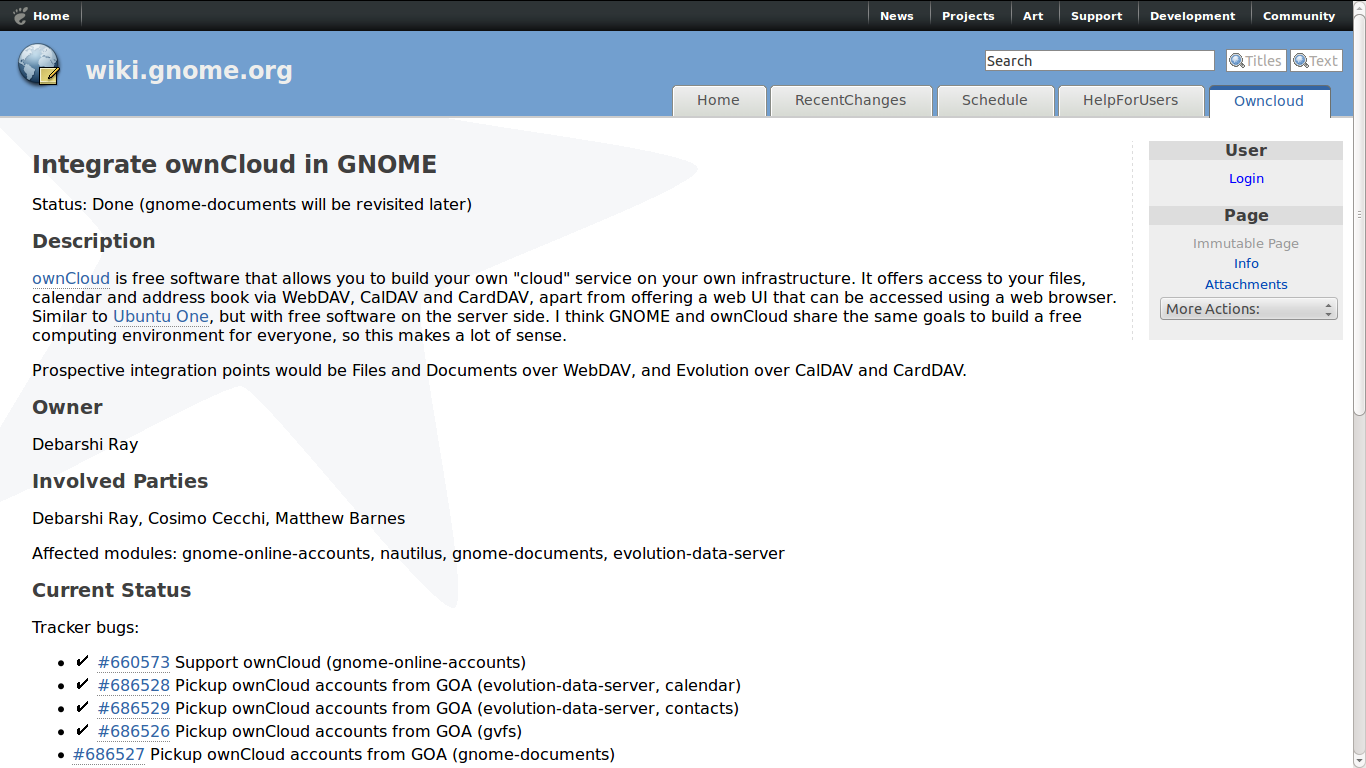 Home
News
Projects
Art
Support
Development
Community
wiki.gnome.org
Search
Titles
Text
Home
RecentChanges
Schedule
HelpForUsers
Owncloud
Integrate ownCloud in GNOME
Status: Done (gnome-documents will be revisited later)
Description
ownCloud is free software that allows you to build your own "cloud" service on your own infrastructure. It offers access to your files,
calendar and address book via WebDAV, CalDAV and CardDAV, apart from offering a web UI that can be accessed using a web browser.
Similar to Ubuntu One, but with free software on the server side. I think GNOME and ownCloud share the same goals to build a free
computing environment for everyone, so this makes a lot of sense.
Prospective integration points would be Files and Documents over WebDAV, and Evolution over CalDAV and CardDAV.
Owner
Debarshi Ray
Involved Parties
Debarshi Ray, Cosimo Cecchi, Matthew Barnes
Affected modules: gnome-online-accounts, nautilus, gnome-documents, evolution-data-server
Current Status
Tracker bugs:
• ✔ #660573 Support ownCloud (gnome-online-accounts)
• ✔ #686528 Pickup ownCloud accounts from GOA (evolution-data-server, calendar)
• ✔ #686529 Pickup ownCloud accounts from GOA (evolution-data-server, contacts)
• ✔ #686526 Pickup ownCloud accounts from GOA (gvfs)
• #686527 Pickup ownCloud accounts from GOA (gnome-documents)
User
Login
Page
Immutable Page
Info
Attachments
More Actions: